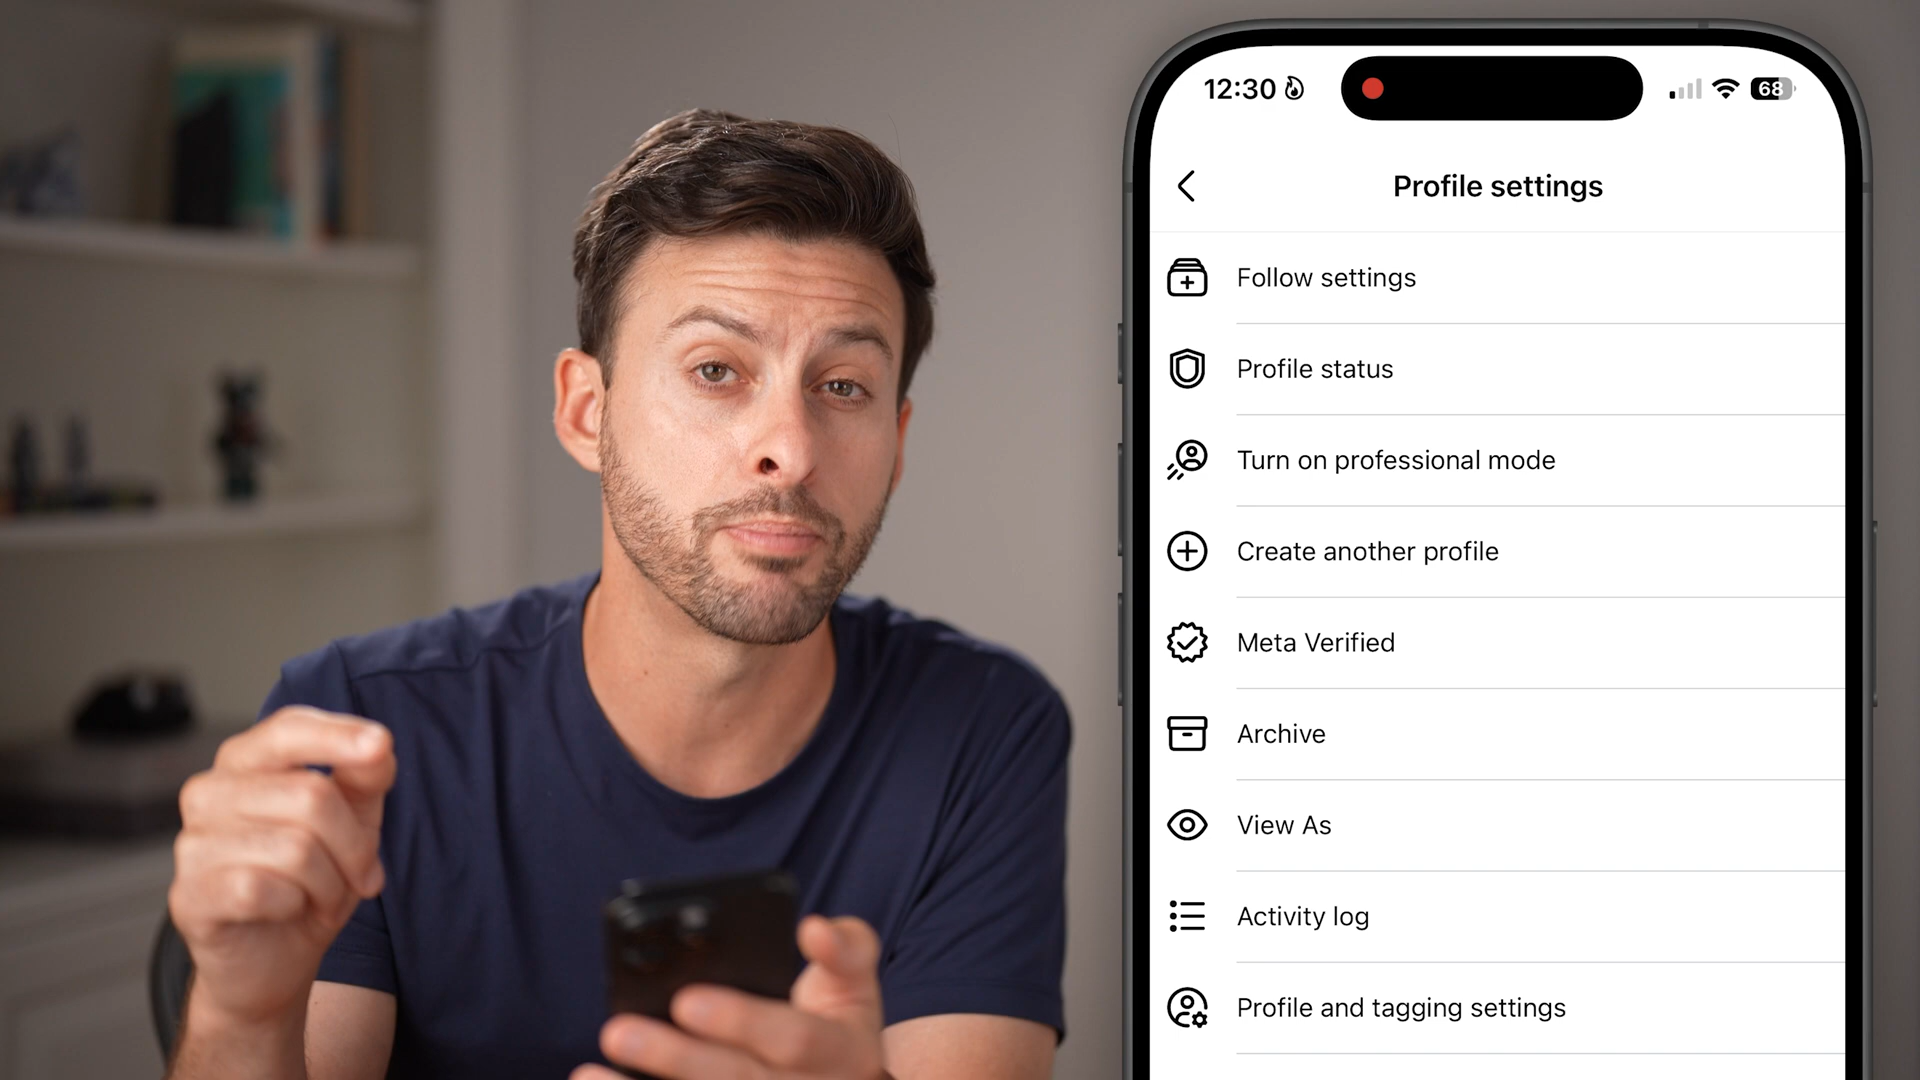 12:30
68
Profile settings
Follow settings
Profile status
Turn on professional mode
Create another profile
Meta Verified
Archive
View As
Activity log
Profile and tagging settings